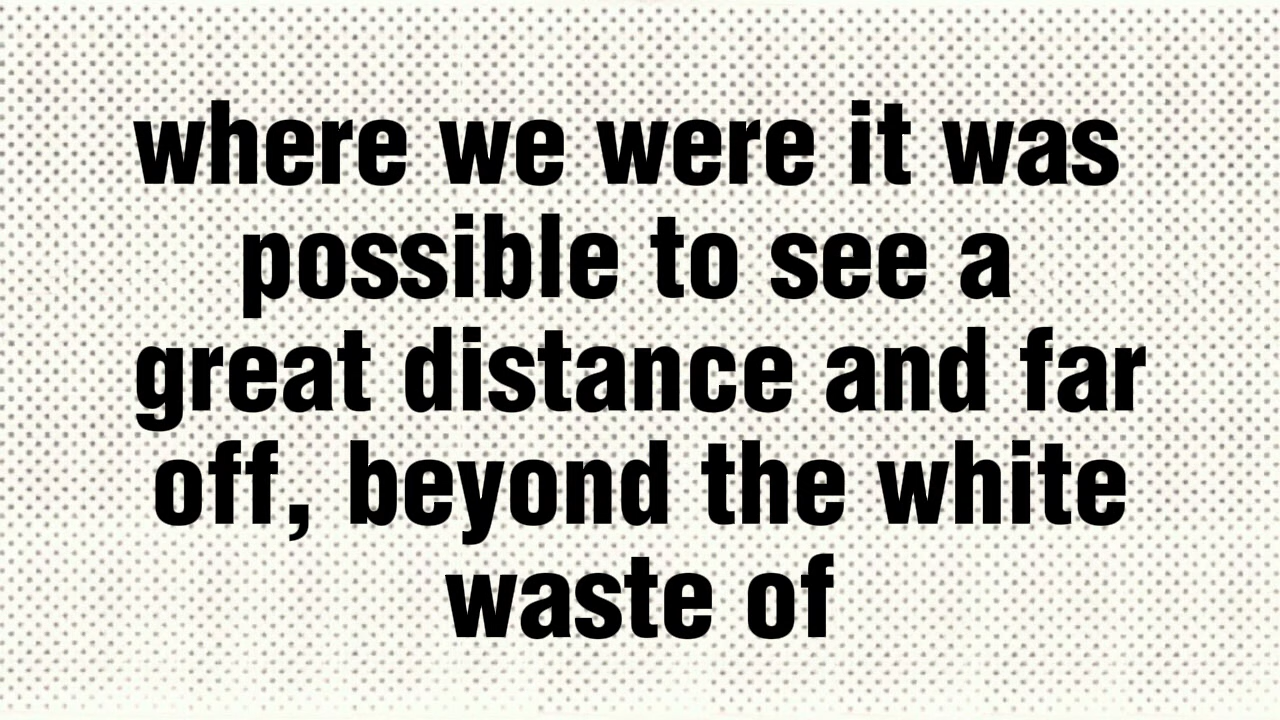 where we were it was
possible to see a
great distance and far
off, beyond the white
waste of